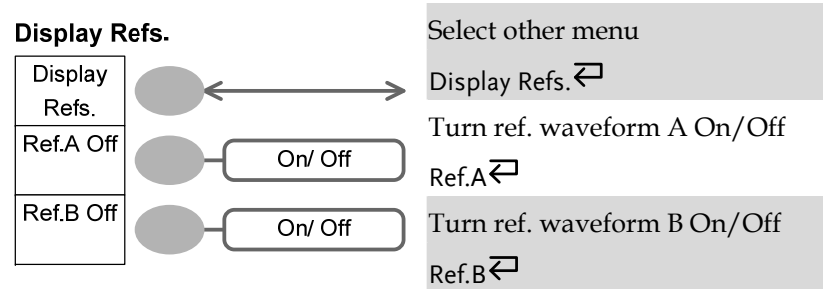 Display Refs.
Display
Refs.
Ref.A Off
On/ Off
Ref.B Off
On/ Off
Select other menu
Display Refs.
Turn ref. waveform A On/Off
Ref.A
Turn ref. waveform B On/Off
Ref.B